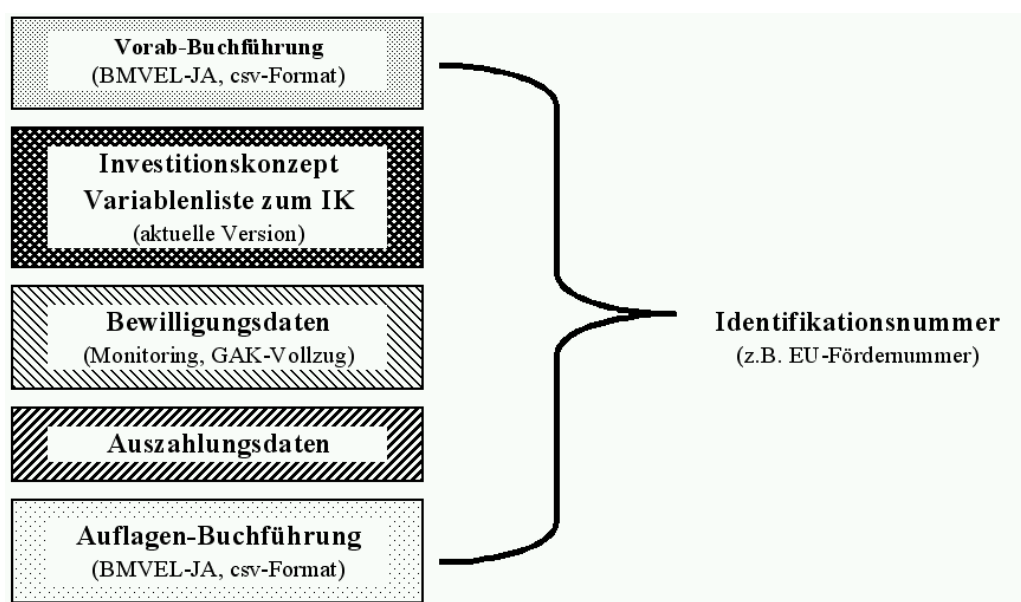 Vorab-Buchführung
(BMVEL-JA, csv-Format)
Investitionskonzept
Variablenliste zum IK
(aktuelle Version)
Bewilligungsdaten
(Monitoring, GAK-Vollzug)
Auszahlungsdaten
Auflagen-Buchführung
(BMVEL-JA, csv-Format)
Identifikationsnummer
(z.B. EU-Fördernummer)